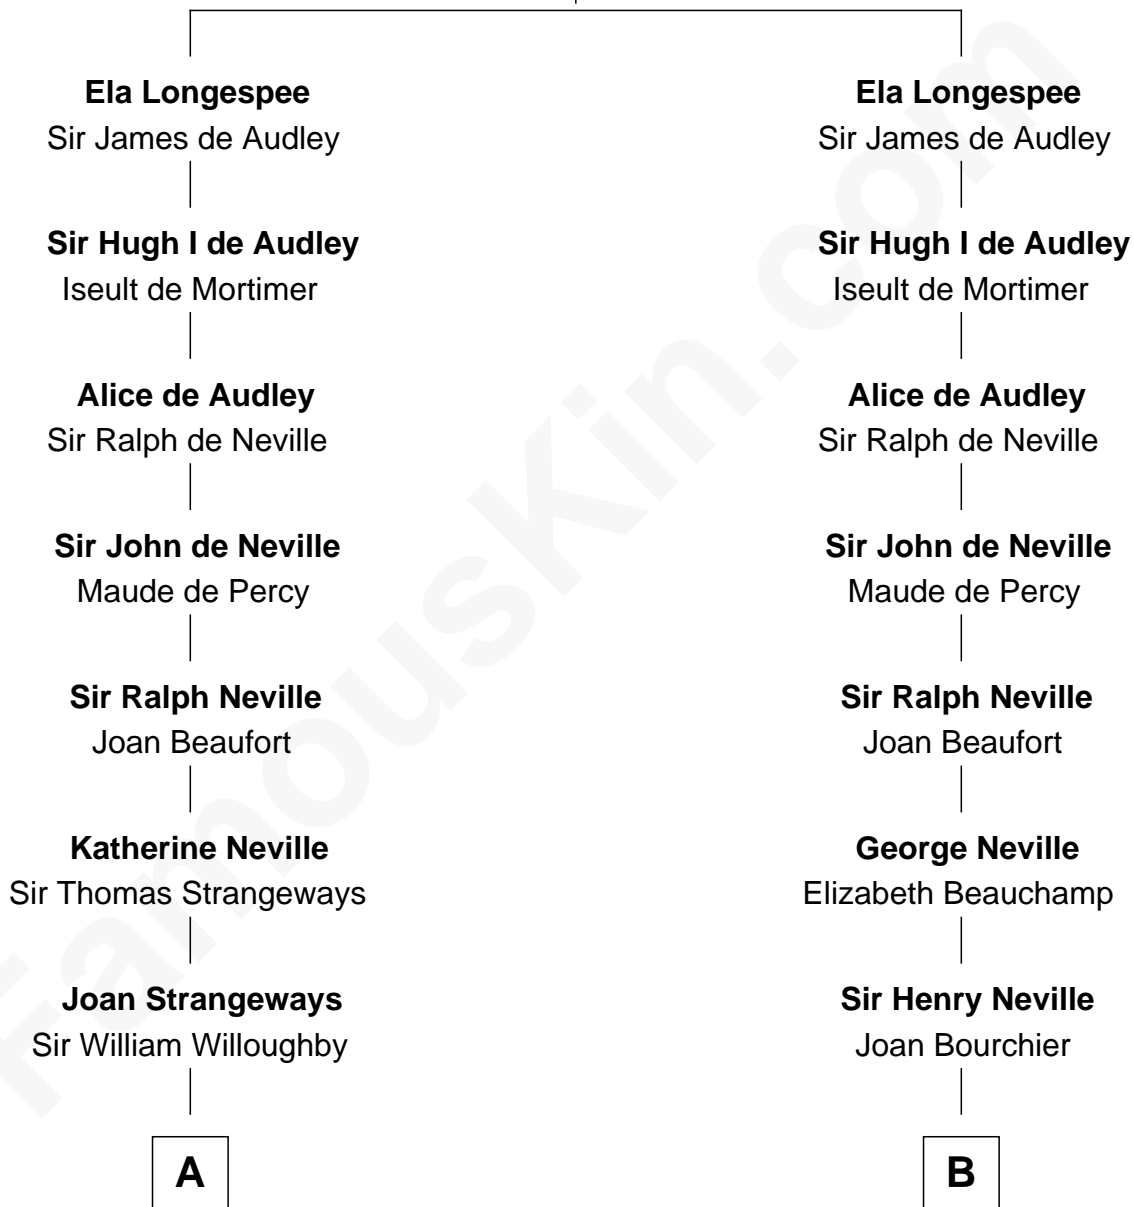 Ela Longespee
Sir James de Audley
Sir Hugh I de Audley
Iseult de Mortimer
Alice de Audley
Sir Ralph de Neville
Sir John de Neville
Maude de Percy
Sir Ralph Neville
Joan Beaufort
Katherine Neville
Sir Thomas Strangeways
Joan Strangeways
Sir William Willoughby
A
Ela Longespee
Sir James de Audley
Sir Hugh I de Audley
Iseult de Mortimer
Alice de Audley
Sir Ralph de Neville
Sir John de Neville
Maude de Percy
Sir Ralph Neville
Joan Beaufort
George Neville
Elizabeth Beauchamp
Sir Henry Neville
Joan Bourchier
B
FamousKin.com